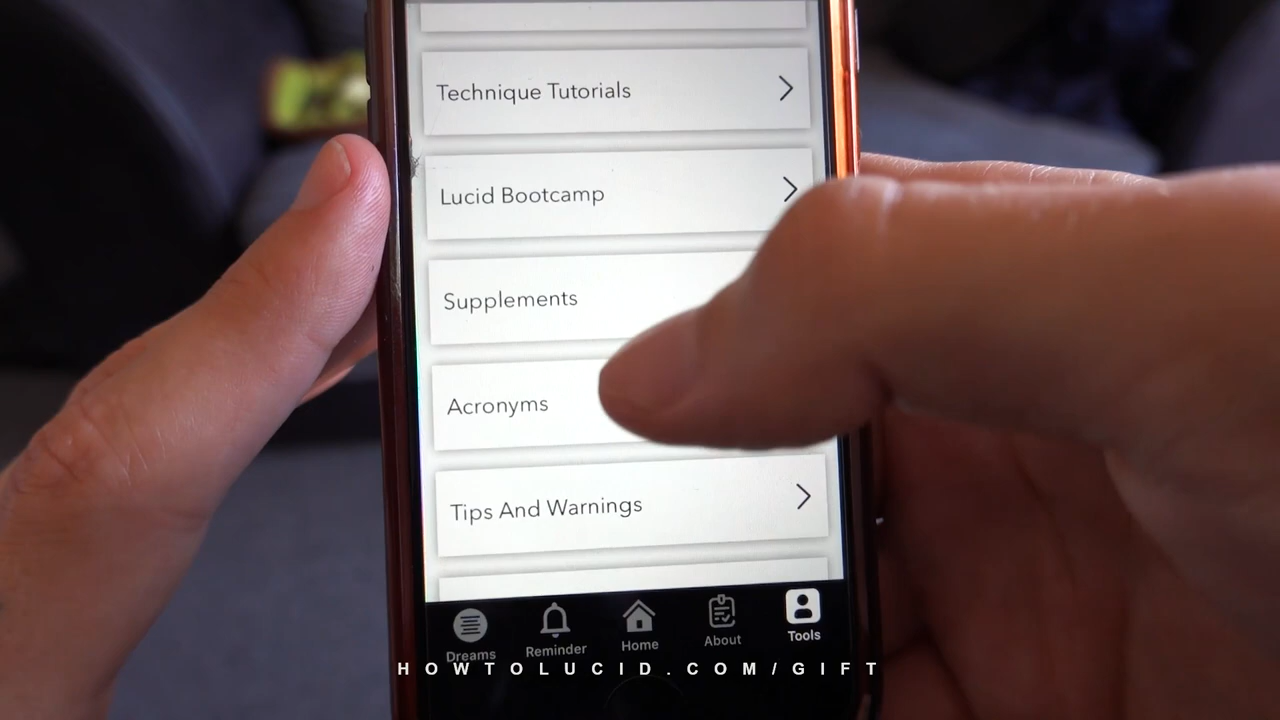 Technique Tutorials
Lucid Bootcamp
Supplements
Acronyms
Tips And Warnings
Dreams
Reminder
Home
About
Tools
HOWTOLUCID.COM/GIFT